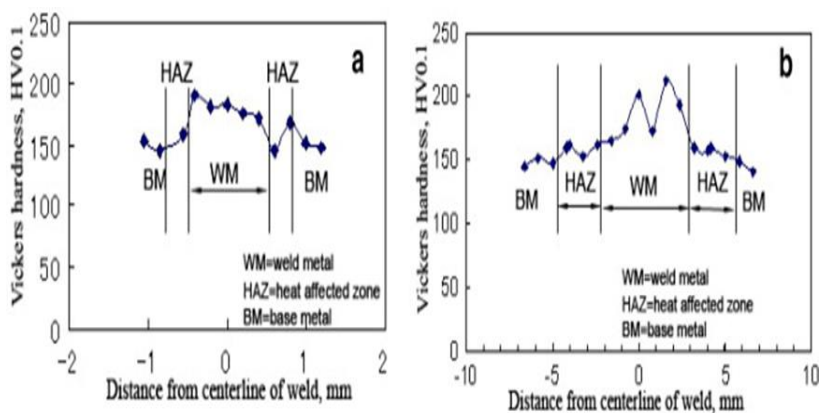 Vickers hardness, HV0.1
250
200
150
100
50
0
a
HAZ HAZ
BM WM BM
WM=weld metal
HAZ=heat affected zone
BM=base metal
-2 -1 0 1 2
Distance from centerline of weld, mm
Vickers hardness, HV0.1
250
200
150
100
50
0
b
BM HAZ WM HAZ BM
WM=weld metal
HAZ=heat affected zone
BM=base metal
-10 -5 0 5 10
Distance from centerline of weld, mm